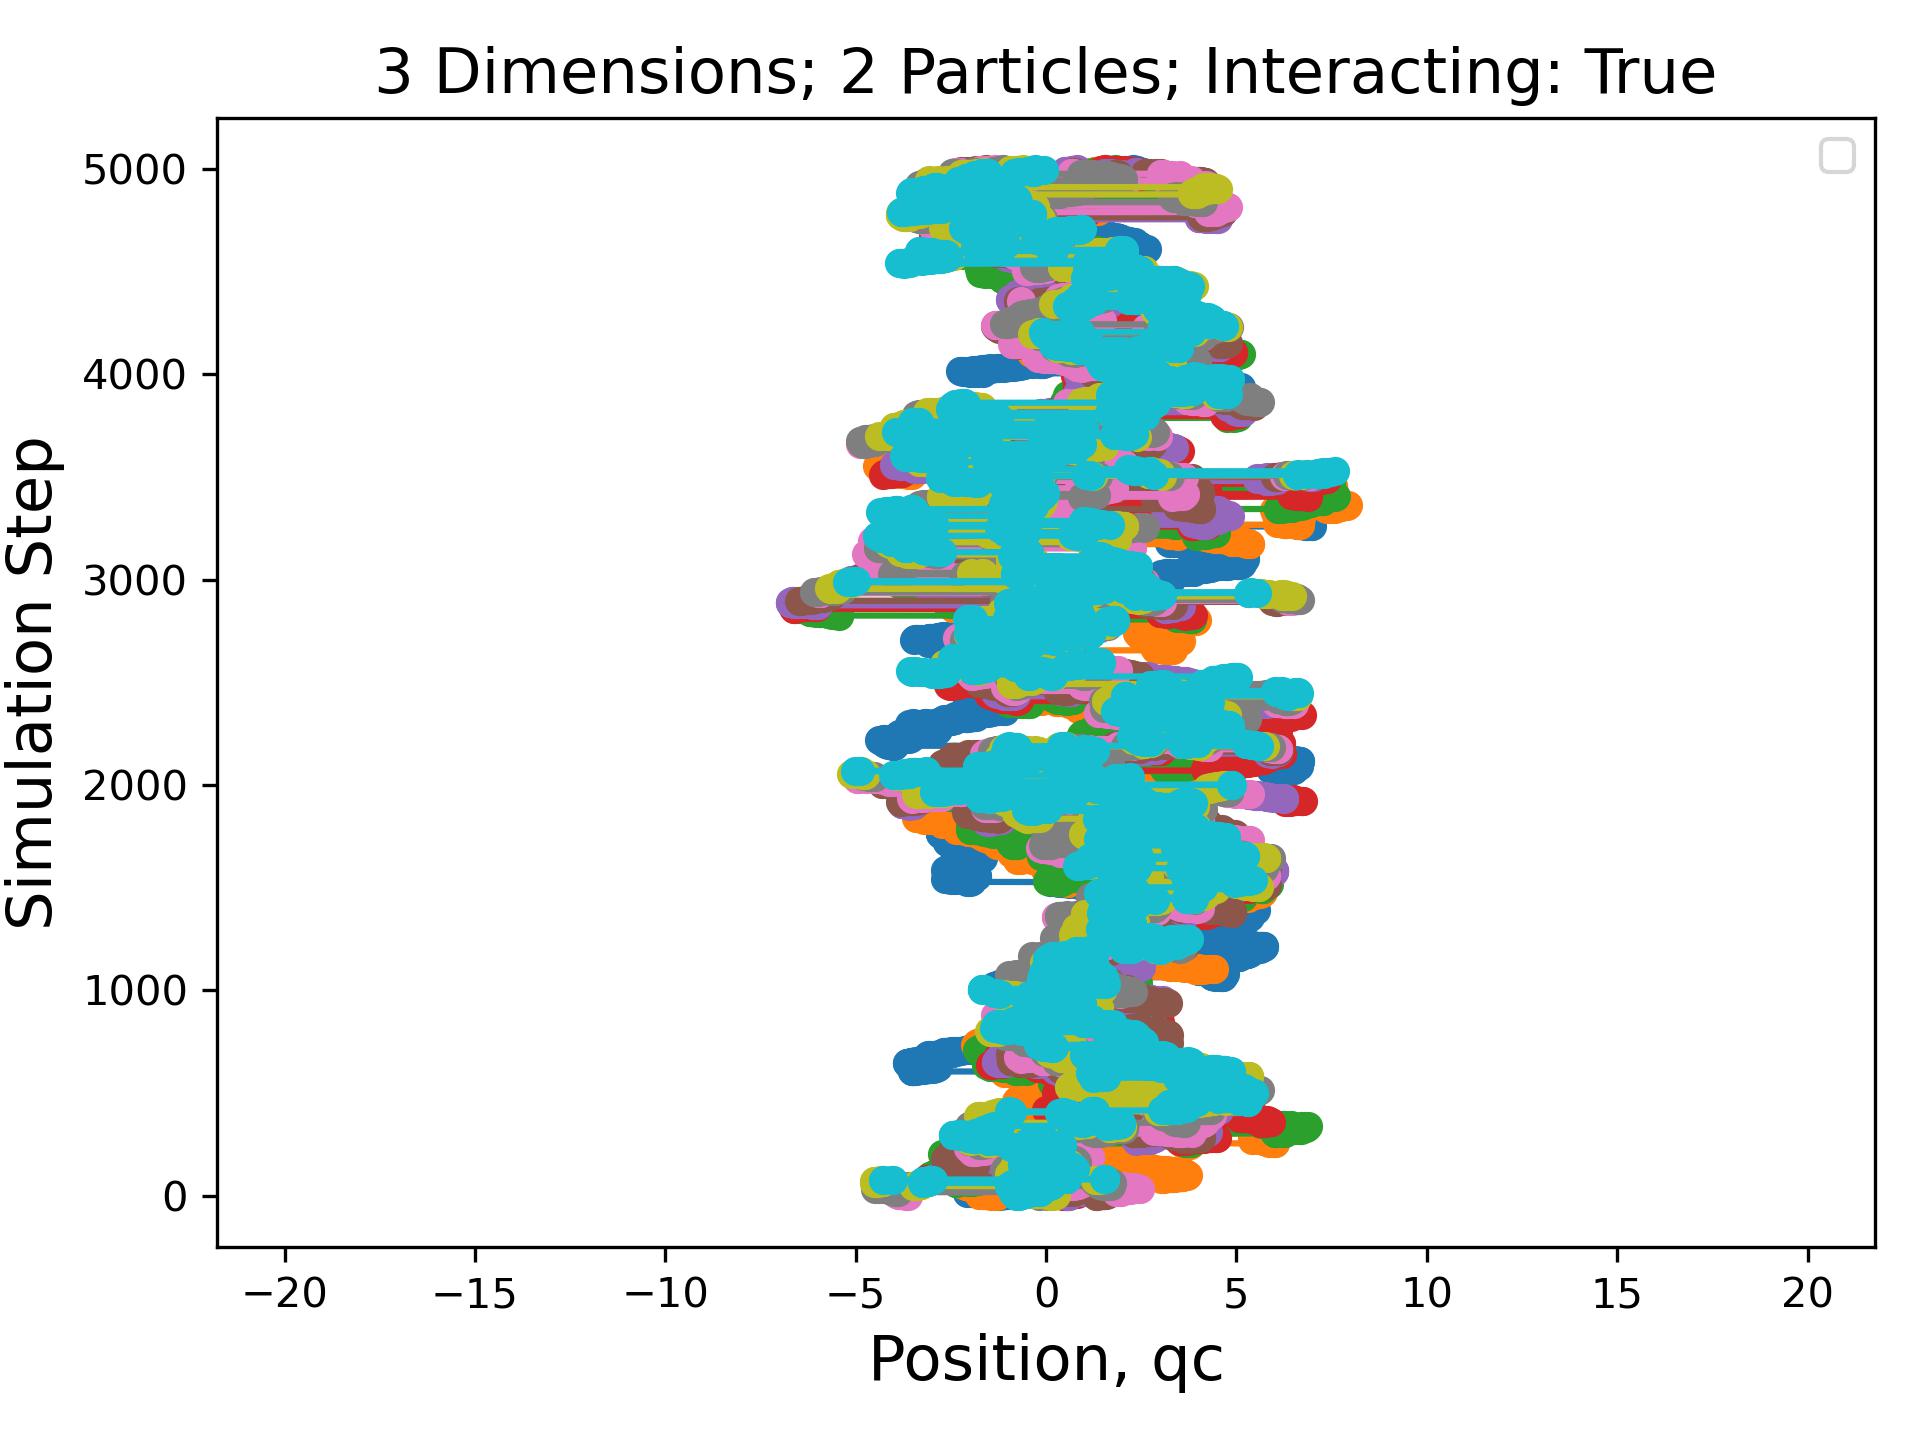 3 Dimensions; 2 Particles; Interacting: True
Simulation Step
5000
4000
3000
2000
1000
0
−20 −15 −10 −5 0 5 10 15 20
Position, qc